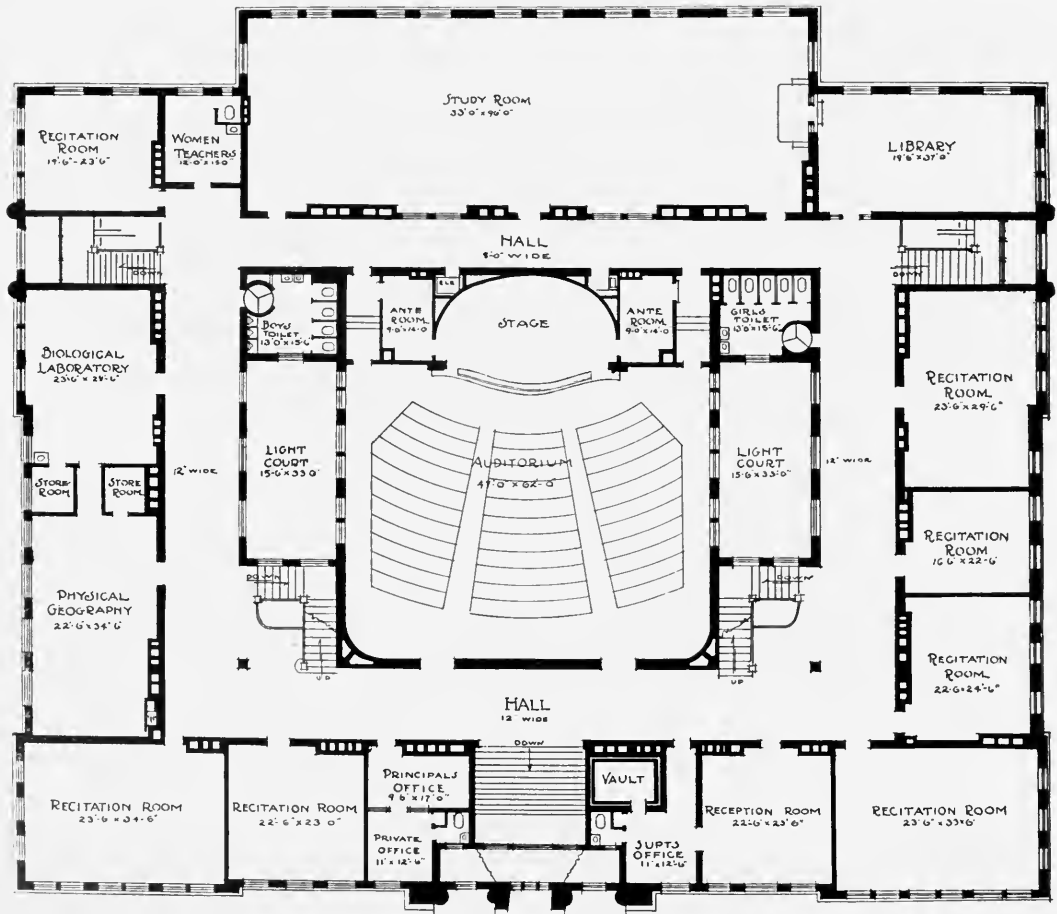 STUDY ROOM
33'0" x 96'0"
RECITATION
ROOM
19'6"-23'6"
WOMEN
TEACHERS
12'0" x 15'0"
LIBRARY
19'6" x 37'0"
HALL
8'-0" WIDE
DOWN
DOWN
ELE
BOYS
TOILET
13'0" x 15'6"
ANTE
ROOM
9'0" x 14'0
STAGE
ANTE
ROOM
9'0" x 14'0
GIRLS
TOILET
13'0" x 15'6"
BIOLOGICAL
LABORATORY
23'6" x 29'6"
RECITATION
ROOM
23'6" x 29'6"
12' WIDE
LIGHT
COURT
15'6" x 33'0"
AUDITORIUM
47'0" x 62'-0"
LIGHT
COURT
15'6" x 33'-0"
12' WIDE
STORE
ROOM
STORE
ROOM
RECITATION
ROOM
16'6" x 22'-6"
DOWN
DOWN
PHYSICAL
GEOGRAPHY
22'-6" x 34'6"
RECITATION
ROOM
22'6 x 24'-6"
UP
UP
HALL
12' WIDE
DOWN
RECITATION ROOM
23'-6 x 34'-6"
RECITATION ROOM
22'-6" x 23'0"
PRINCIPALS
OFFICE
9'6" x 17'0"
PRIVATE
OFFICE
11' x 12'-6"
VAULT
SUPTS
OFFICE
11' x 12'-6"
RECEPTION ROOM
22'-6" x 23'6"
RECITATION ROOM
23'6" x 33'6"